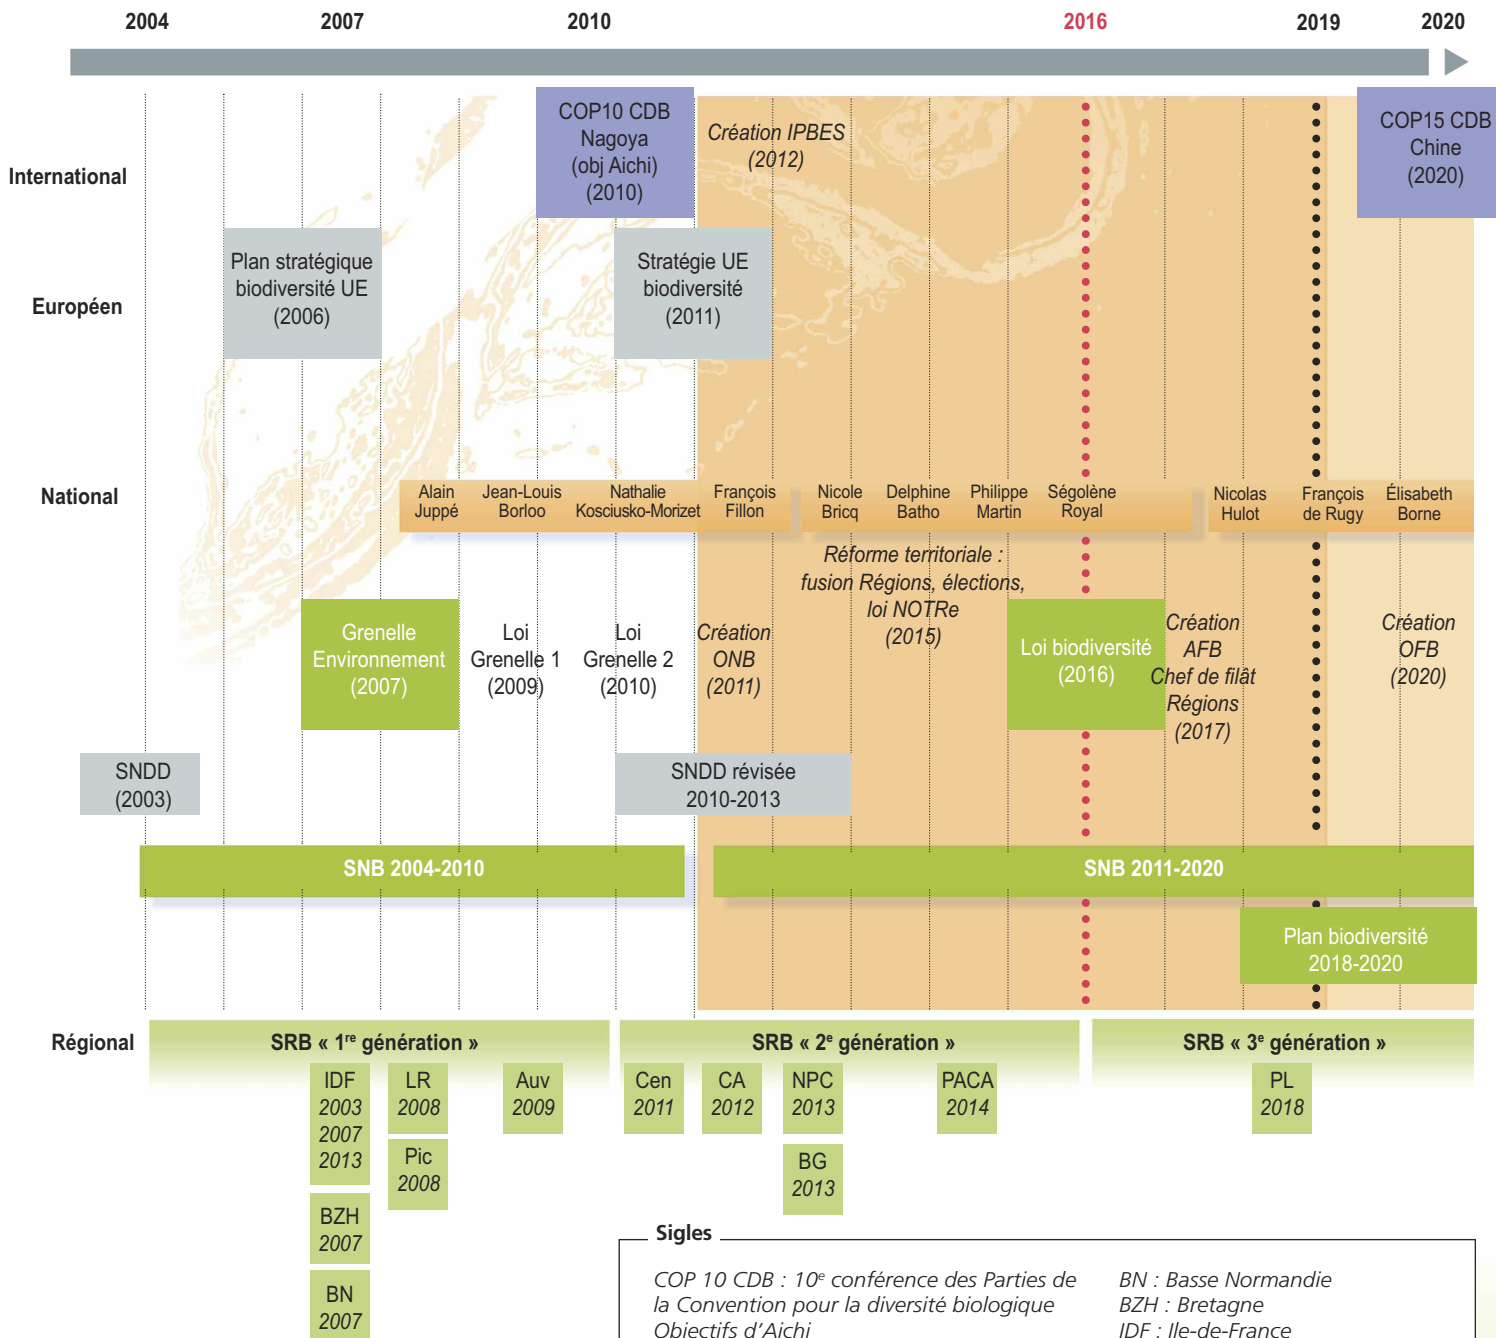 2004 2007 2010 2016 2019 2020
International
COP10 CDB
Nagoya
(obj Aichi)
(2010)
Création IPBES
(2012)
COP15 CDB
Chine
(2020)
Européen
Plan stratégique
biodiversité UE
(2006)
Stratégie UE
biodiversité
(2011)
National
Alain
Juppé
Jean-Louis
Borloo
Nathalie
Kosciusko-Morizet
François
Fillon
Nicole
Bricq
Delphine
Batho
Philippe
Martin
Ségolène
Royal
Nicolas
Hulot
François
de Rugy
Élisabeth
Borne
Réforme territoriale :
fusion Régions, élections,
loi NOTRe
(2015)
Grenelle
Environnement
(2007)
Loi
Grenelle 1
(2009)
Loi
Grenelle 2
(2010)
Création
ONB
(2011)
Loi biodiversité
(2016)
Création
AFB
Chef de filât
Régions
(2017)
Création
OFB
(2020)
SNDD
(2003)
SNDD révisée
2010-2013
SNB 2004-2010
SNB 2011-2020
Plan biodiversité
2018-2020
Régional
SRB « 1re génération »
SRB « 2e génération »
SRB « 3e génération »
IDF
2003
2007
2013
LR
2008
Auv
2009
Cen
2011
CA
2012
NPC
2013
PACA
2014
PL
2018
Pic
2008
BG
2013
BZH
2007
BN
2007
Sigles
COP 10 CDB : 10e conférence des Parties de
la Convention pour la diversité biologique
Objectifs d'Aichi
BN : Basse Normandie
BZH : Bretagne
IDF : Ile-de-France